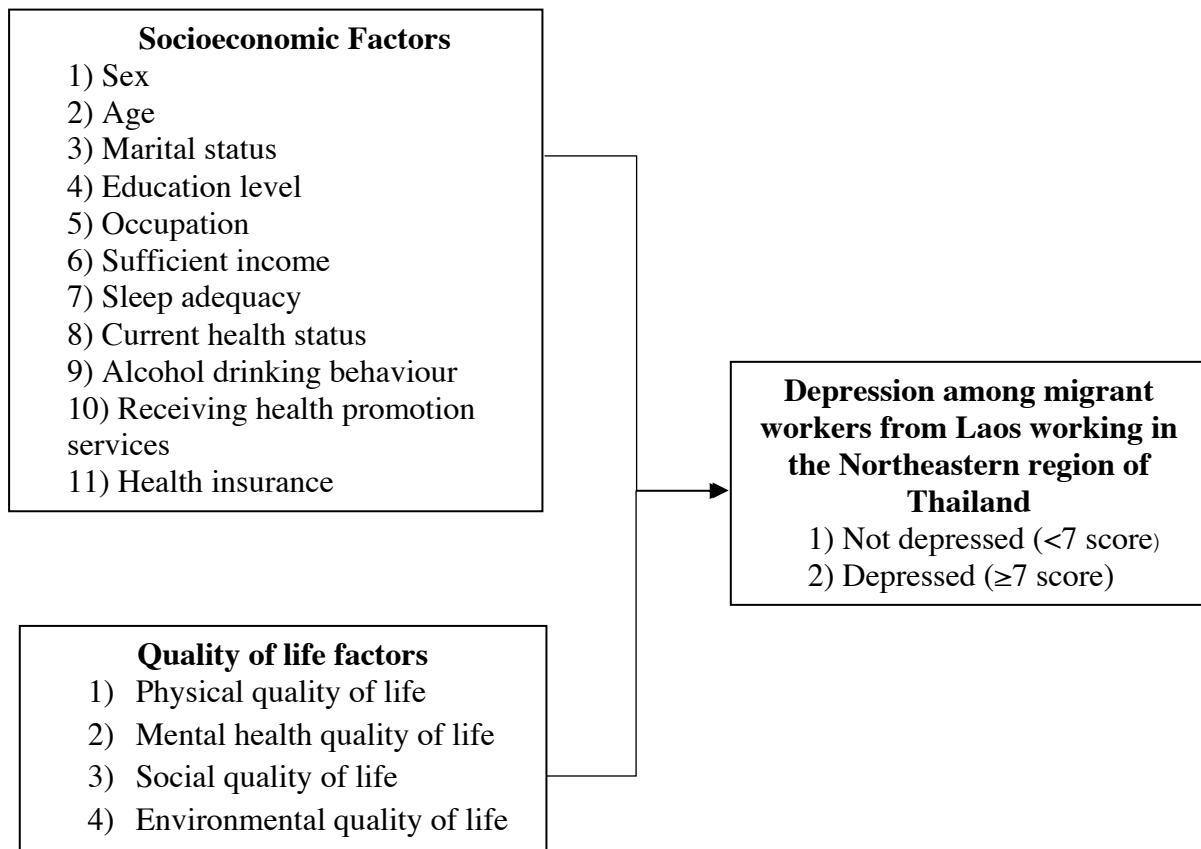 Socioeconomic Factors
1) Sex
2) Age
3) Marital status
4) Education level
5) Occupation
6) Sufficient income
7) Sleep adequacy
8) Current health status
9) Alcohol drinking behaviour
10) Receiving health promotion
services
11) Health insurance
Depression among migrant
workers from Laos working in
the Northeastern region of
Thailand
1) Not depressed (<7 score)
2) Depressed (≥7 score)
Quality of life factors
1) Physical quality of life
2) Mental health quality of life
3) Social quality of life
4) Environmental quality of life